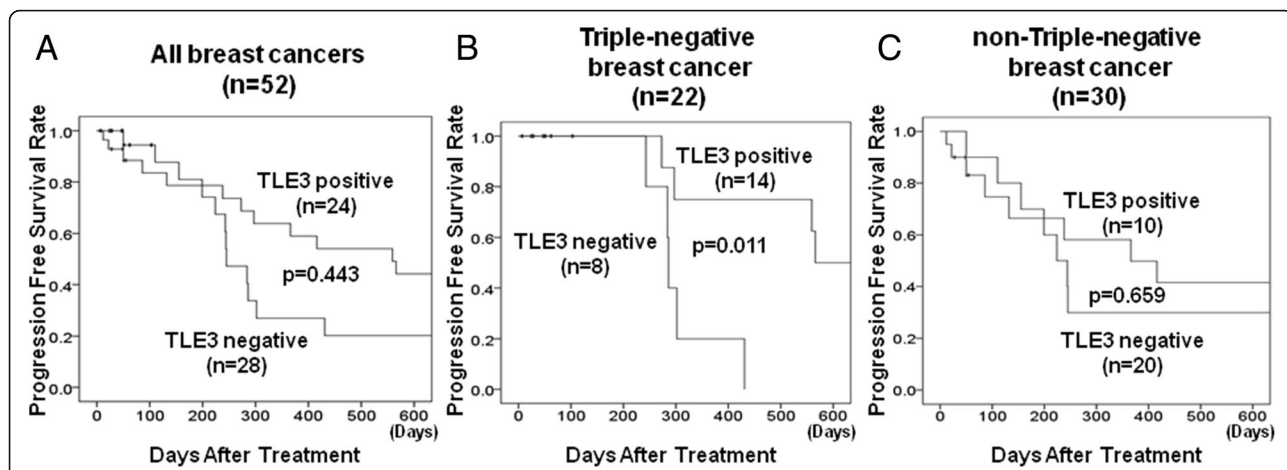 A
All breast cancers
(n=52)
Progression Free Survival Rate
1.0
0.8
0.6
0.4
0.2
0.0
TLE3 positive
(n=24)
p=0.443
TLE3 negative
(n=28)
0 100 200 300 400 500 600
(Days)
Days After Treatment
B
Triple-negative
breast cancer
(n=22)
Progression Free Survival Rate
1.0
0.8
0.6
0.4
0.2
0.0
TLE3 positive
(n=14)
TLE3 negative
(n=8)
p=0.011
0 100 200 300 400 500 600
(Days)
Days After Treatment
C
non-Triple-negative
breast cancer
(n=30)
Progression Free Survival Rate
1.0
0.8
0.6
0.4
0.2
0.0
TLE3 positive
(n=10)
p=0.659
TLE3 negative
(n=20)
0 100 200 300 400 500 600
(Days)
Days After Treatment